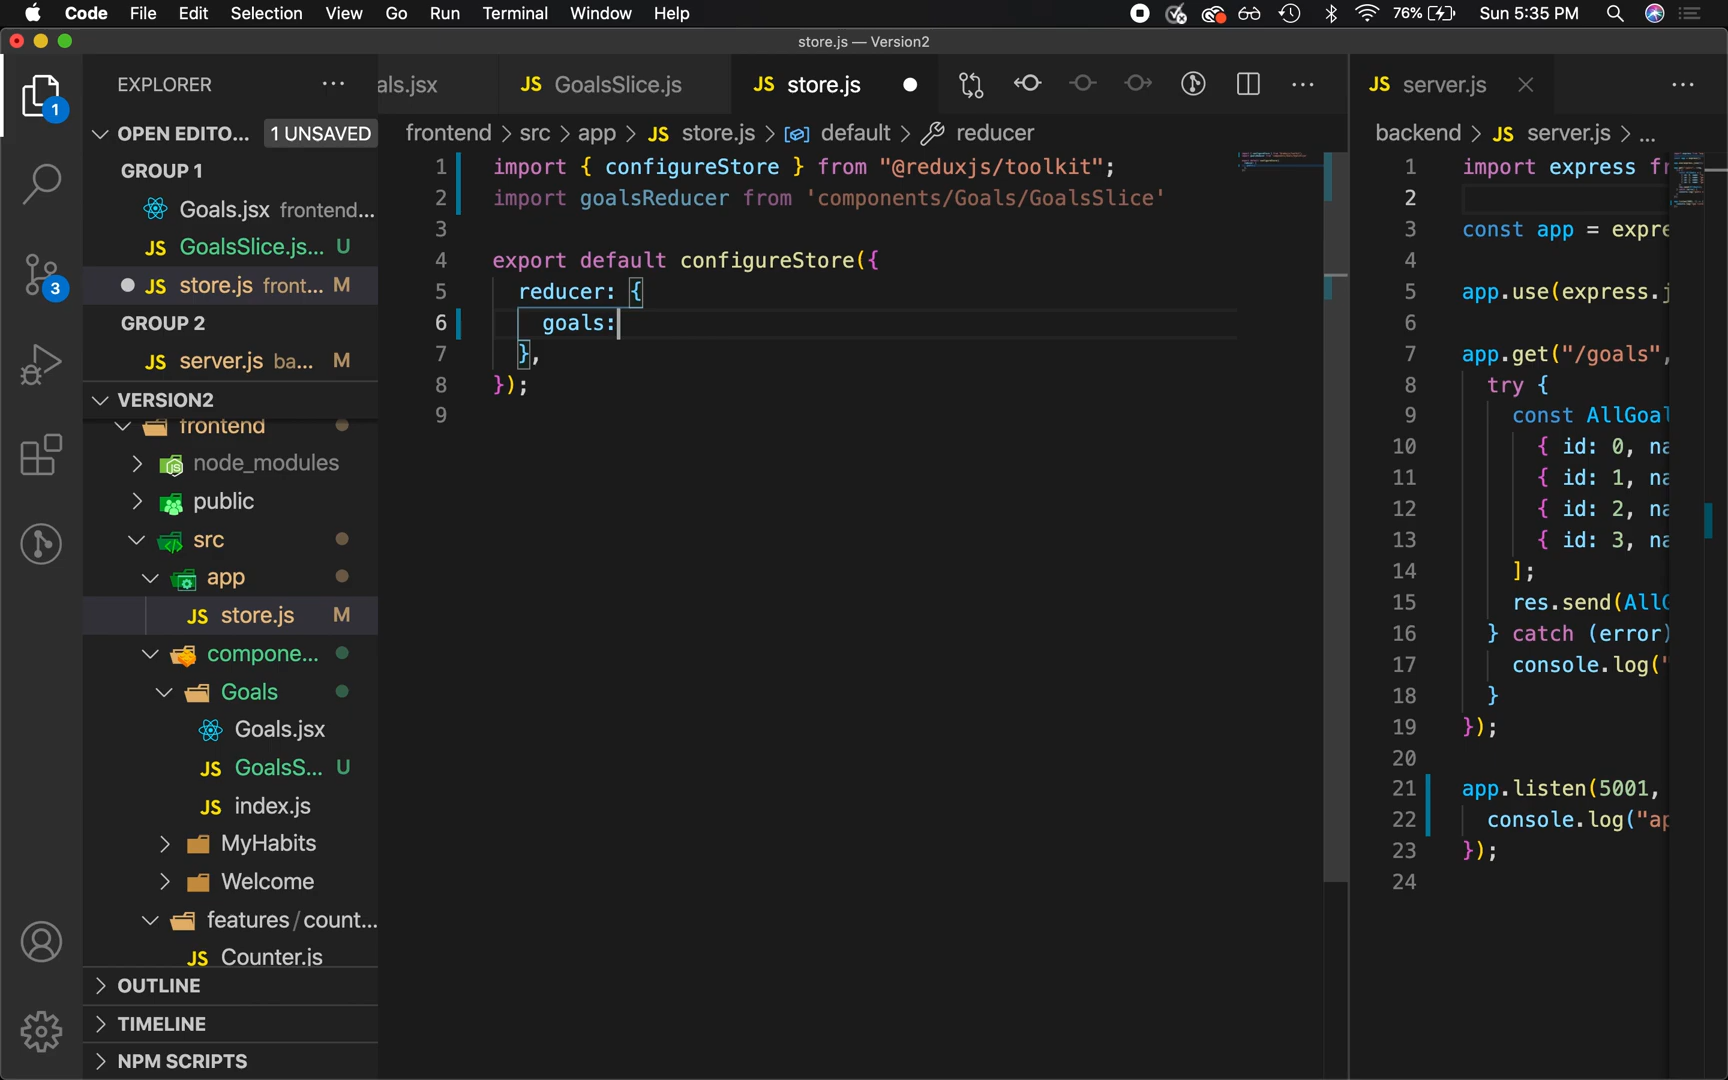 Code File Edit Selection View Go Run Terminal Window Help 76% Sun 5:35 PM
store.js — Version2
EXPLORER
1
OPEN EDITO... 1 UNSAVED
GROUP 1
Goals.jsx frontend...
JS GoalsSlice.js... U
JS store.js front... M
3
GROUP 2
JS server.js ba... M
VERSION2
frontend
node_modules
public
src
app
JS store.js M
compone...
Goals
Goals.jsx
JS GoalsS... U
JS index.js
MyHabits
Welcome
features / count...
JS Counter.js
OUTLINE
TIMELINE
NPM SCRIPTS
als.jsx JS GoalsSlice.js JS store.js
frontend > src > app > JS store.js > default > reducer
1 import { configureStore } from "@reduxjs/toolkit";
2 import goalsReducer from 'components/Goals/GoalsSlice'
3
4 export default configureStore({
5 reducer: {
6 goals:
7 },
8 });
9
JS server.js
backend > JS server.js > ...
1 import express fr
2
3 const app = expre
4
5 app.use(express.j
6
7 app.get("/goals",
8 try {
9 const AllGoal
10 { id: 0, na
11 { id: 1, na
12 { id: 2, na
13 { id: 3, na
14 ];
15 res.send(AllG
16 } catch (error)
17 console.log("
18 }
19 });
20
21 app.listen(5001,
22 console.log("ap
23 });
24